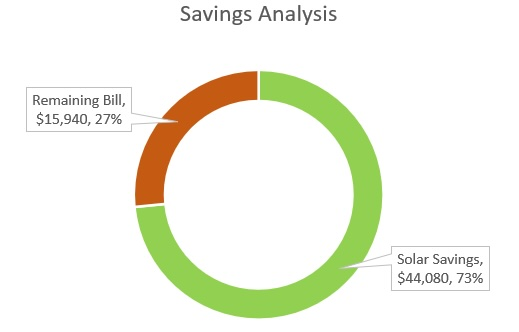 Savings Analysis
Remaining Bill,
$15,940, 27%
Solar Savings,
$44,080, 73%